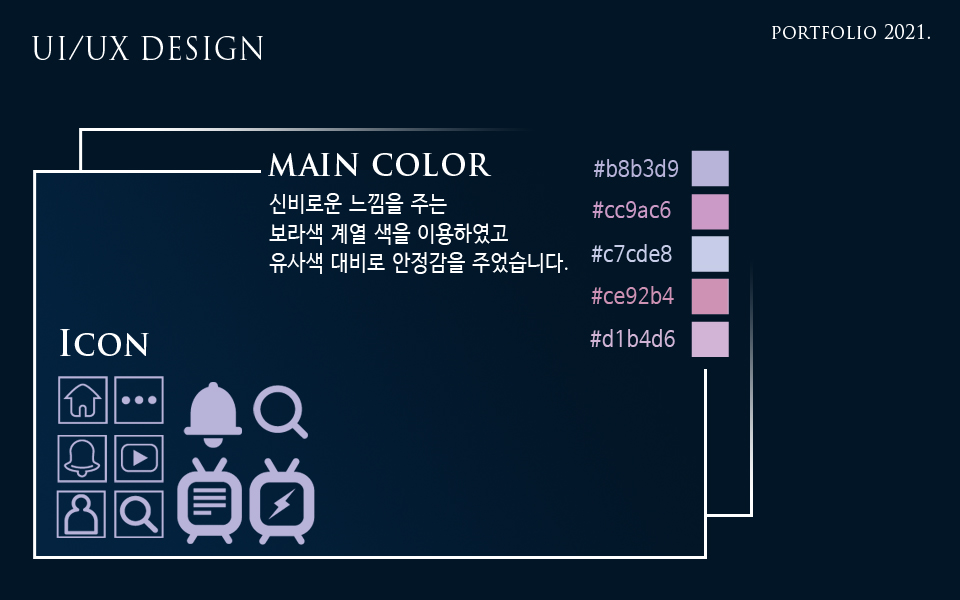 UI/UX DESIGN
PORTFOLIO 2021.
MAIN COLOR
신비로운 느낌을 주는
보라색 계열 색을 이용하였고
유사색 대비로 안정감을 주었습니다.
#b8b3d9
#cc9ac6
#c7cde8
#ce92b4
#d1b4d6
ICON